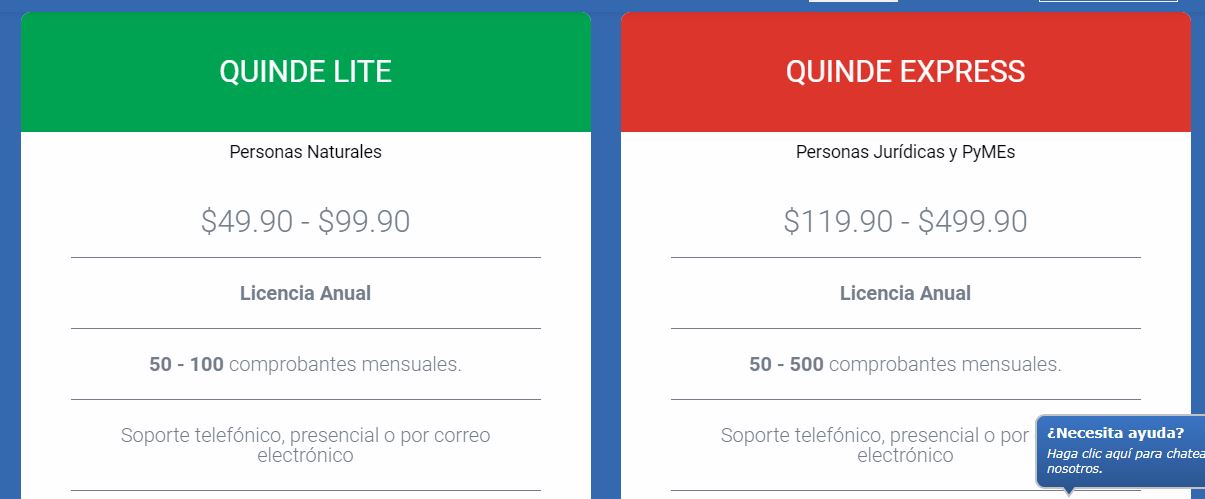 QUINDE LITE
Personas Naturales
$49.90 - $99.90
Licencia Anual
50 - 100 comprobantes mensuales.
Soporte telefónico, presencial o por correo
electrónico
QUINDE EXPRESS
Personas Jurídicas y PyMEs
$119.90 - $499.90
Licencia Anual
50 - 500 comprobantes mensuales.
Soporte telefónico, presencial o por
electrónico
¿Necesita ayuda?
Haga clic aquí para chatea
nosotros.